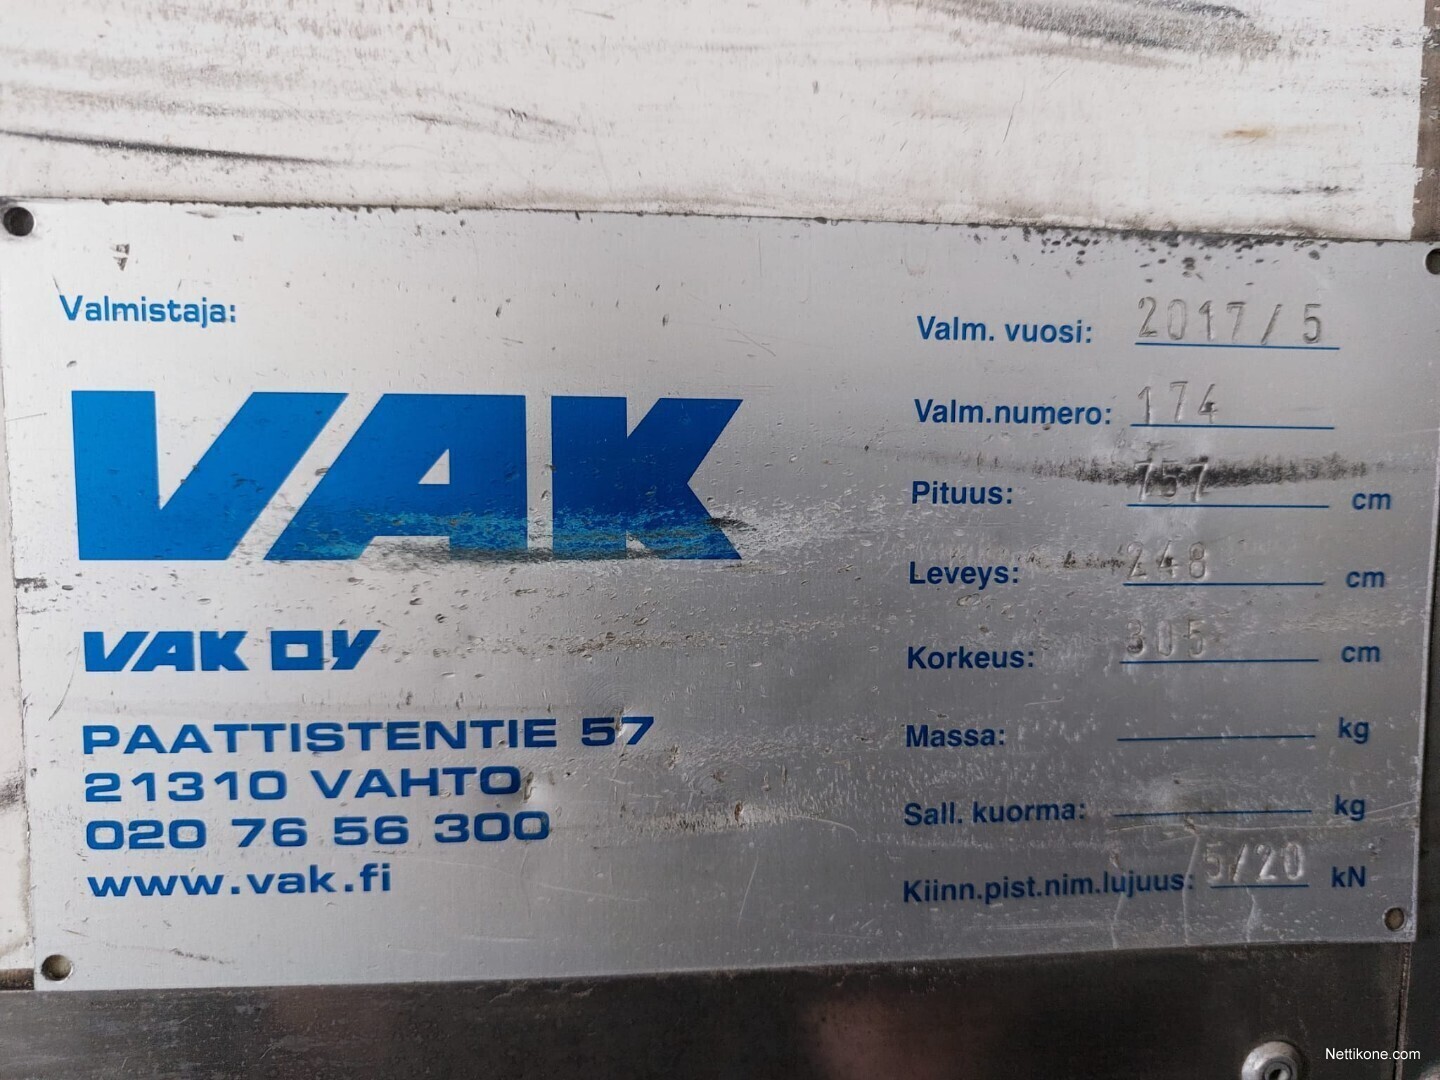 Valmistaja:
VAK
VAK OY
PAATTISTENTIE 57
21310 VAHTO
020 76 56 300
www.vak.fi
Valm. vuosi: 2017/5
Valm.numero: 174
Pituus: 757 cm
Leveys: 248 cm
Korkeus: 305 cm
Massa: kg
Sall. kuorma: kg
Kiinn.pist.nim.lujuus: 5/20 kN
Nettikone.com